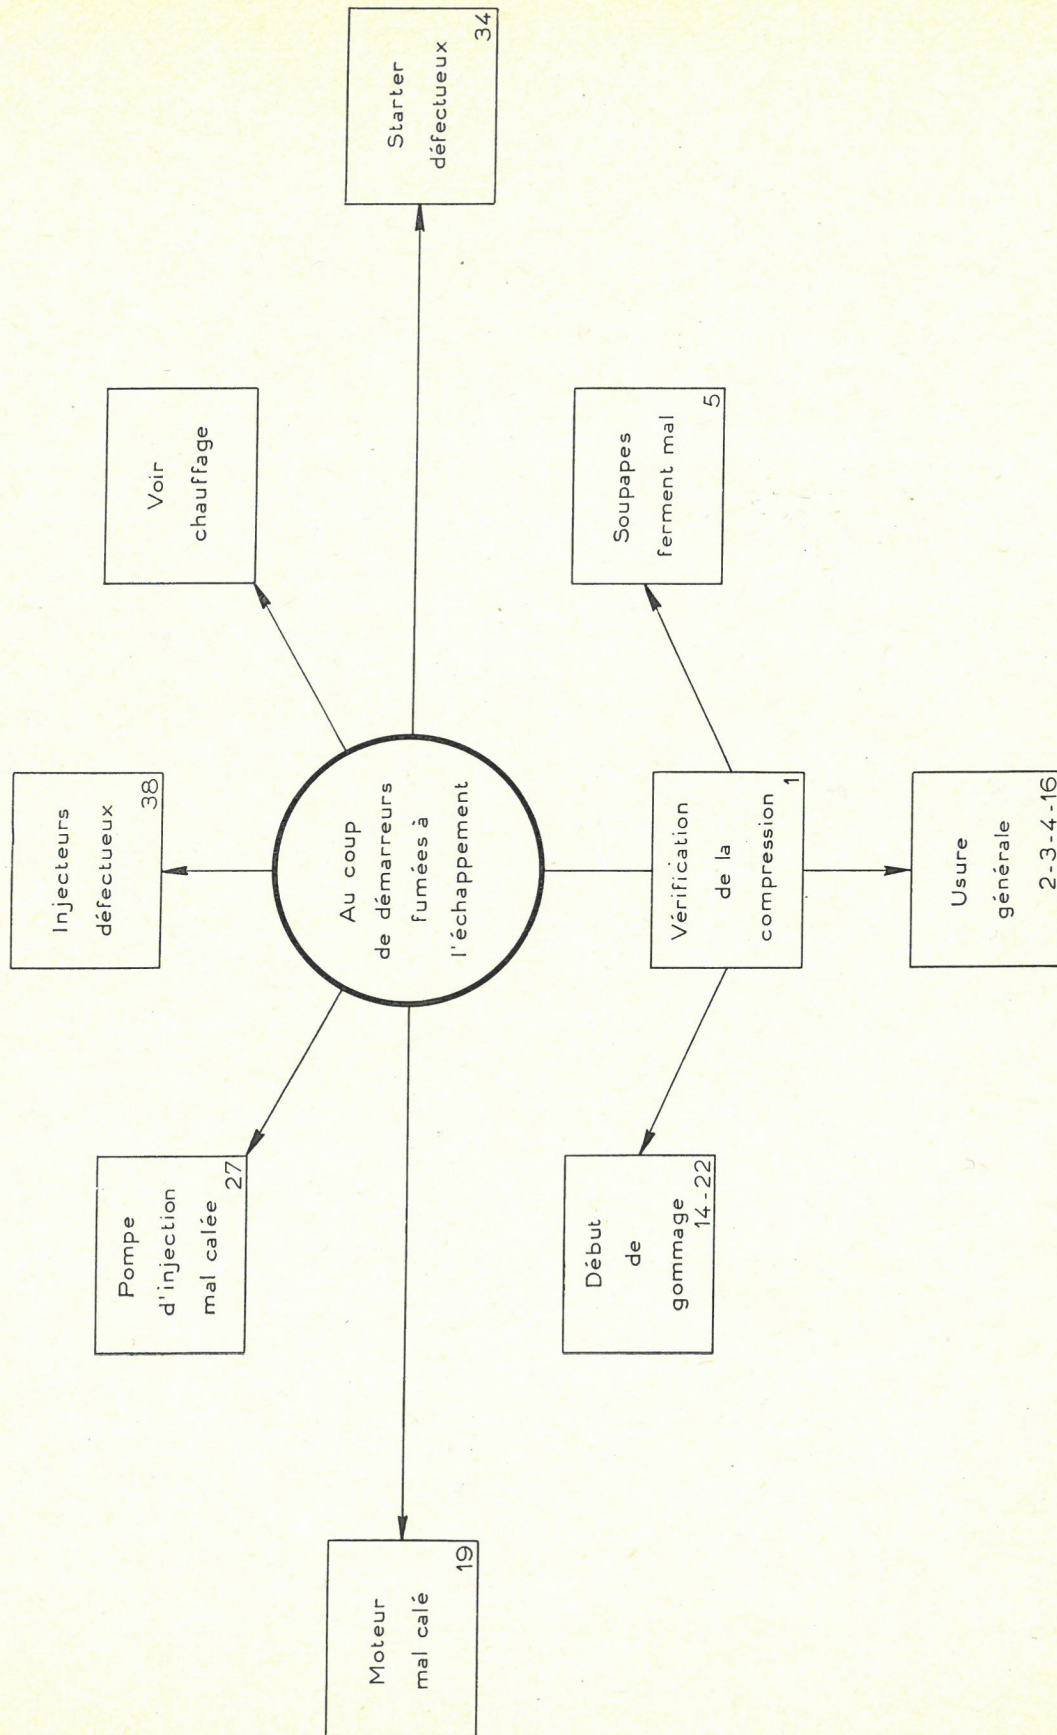 Injecteurs
défectueux
38
Pompe
d'injection
mal calée
27
Voir
chauffage
Moteur
mal calé
19
Au coup
de démarreurs
fumées à
l'échappement
Starter
défectueux
34
Début
de
gommage
14-22
Vérification
de la
compression
1
Soupapes
ferment mal
5
Usure
générale
2-3-4-16